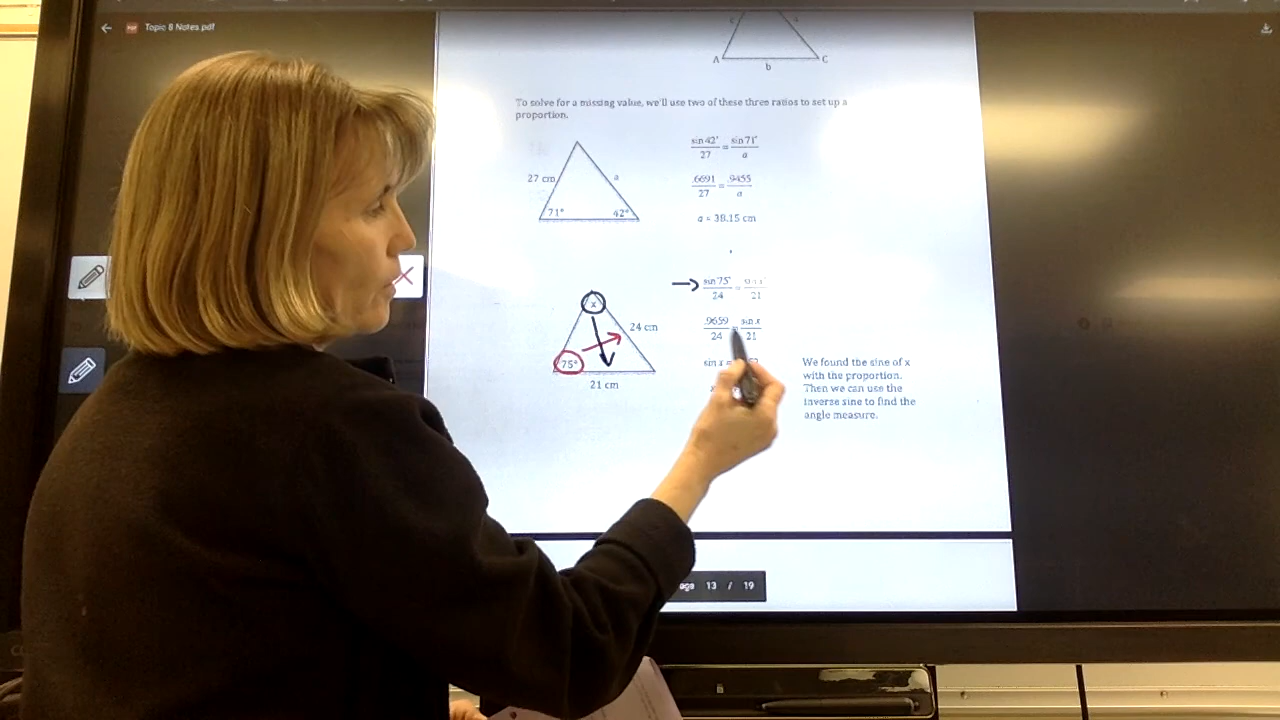 Topic 8 Notes.pdf
A
C
b
To solve for a missing value, we'll use two of these three ratios to set up a
proportion.
27 cm
a
71°
42°
sin 42° / 27 = sin 71° / a
.6691 / 27 = .9455 / a
a = 38.15 cm
x
24 cm
75°
21 cm
sin 75° / 24 = sin x / 21
.9659 / 24 = sin x / 21
sin x =
We found the sine of x
with the proportion.
Then we can use the
inverse sine to find the
angle measure.
13 / 19